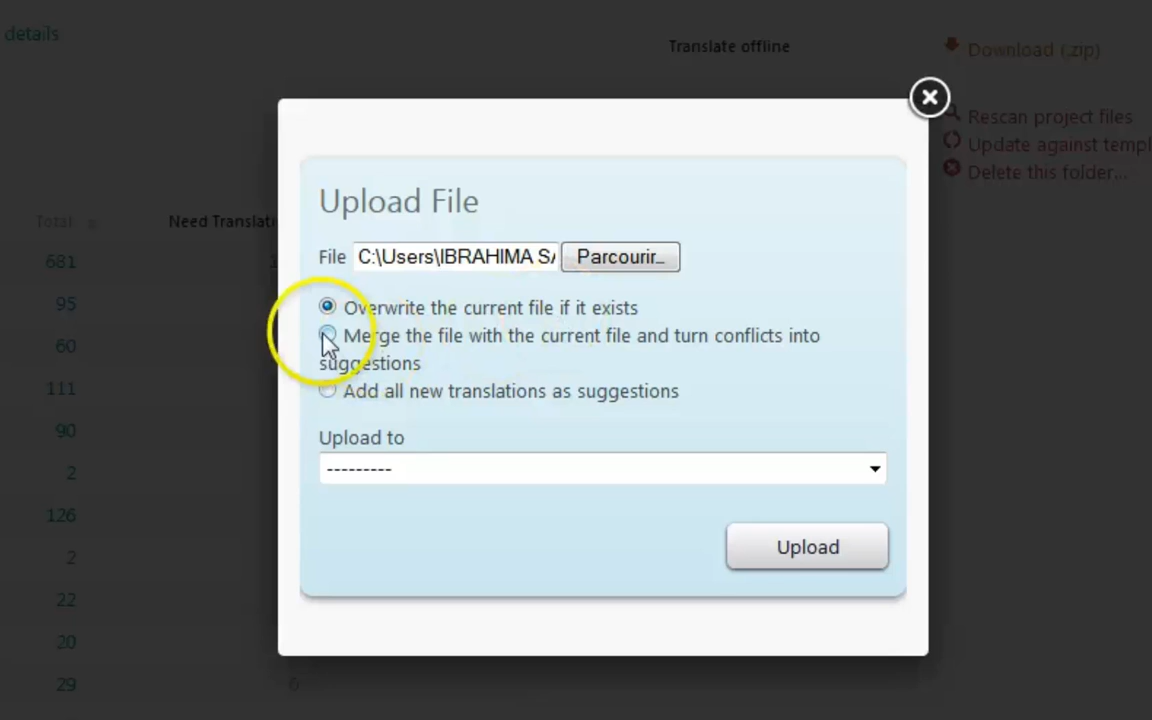 details
Translate offline
Download (.zip)
Rescan project files
Update against templ
Delete this folder...
Total
Need Translati
Upload File
File C:\Users\IBRAHIMA SA Parcourir...
Overwrite the current file if it exists
Merge the file with the current file and turn conflicts into
suggestions
Add all new translations as suggestions
Upload to
---------
Upload
681 1
95
60
111
90
2
126
2
22
20
29 0